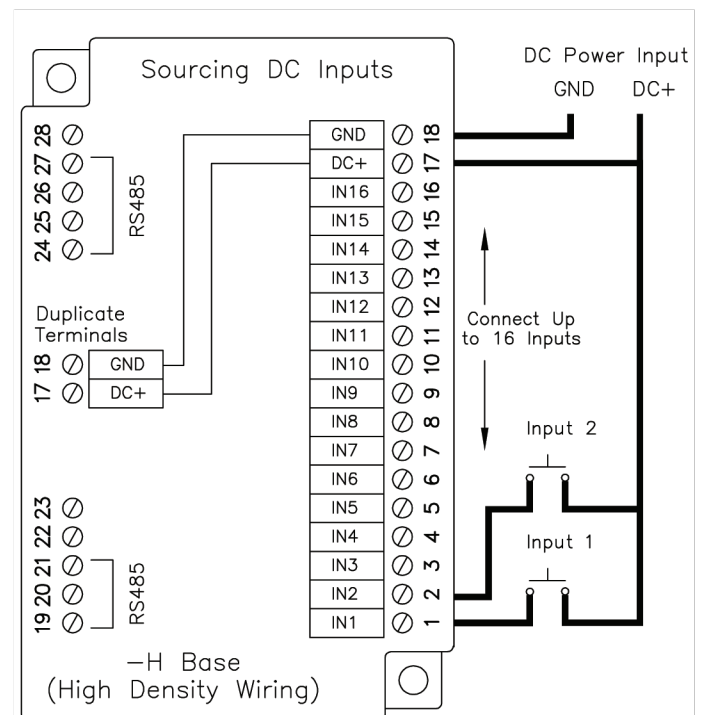 Sourcing DC Inputs
DC Power Input
GND DC+
28
27
26
25
24
RS485
GND 18
DC+ 17
IN16 16
IN15 15
IN14 14
IN13 13
IN12 12
IN11 11
IN10 10
IN9 9
IN8 8
IN7 7
IN6 6
IN5 5
IN4 4
IN3 3
IN2 2
IN1 1
Duplicate
Terminals
18 GND
17 DC+
Connect Up
to 16 Inputs
Input 2
Input 1
23
22
21
20
19
RS485
-H Base
(High Density Wiring)